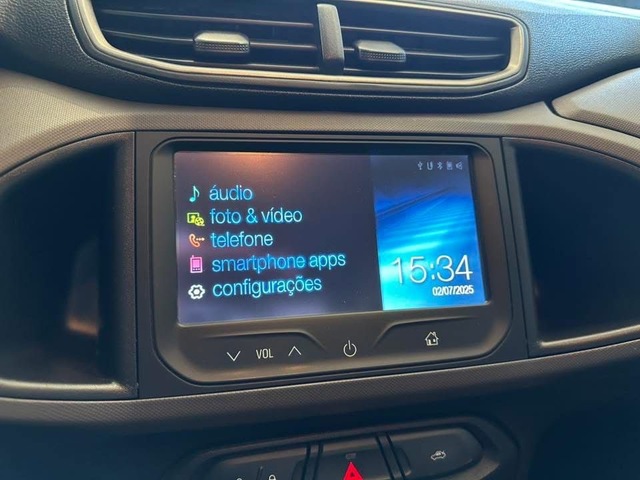 áudio
foto & vídeo
telefone
smartphone apps
configurações
15:34
02/07/2025
VOL